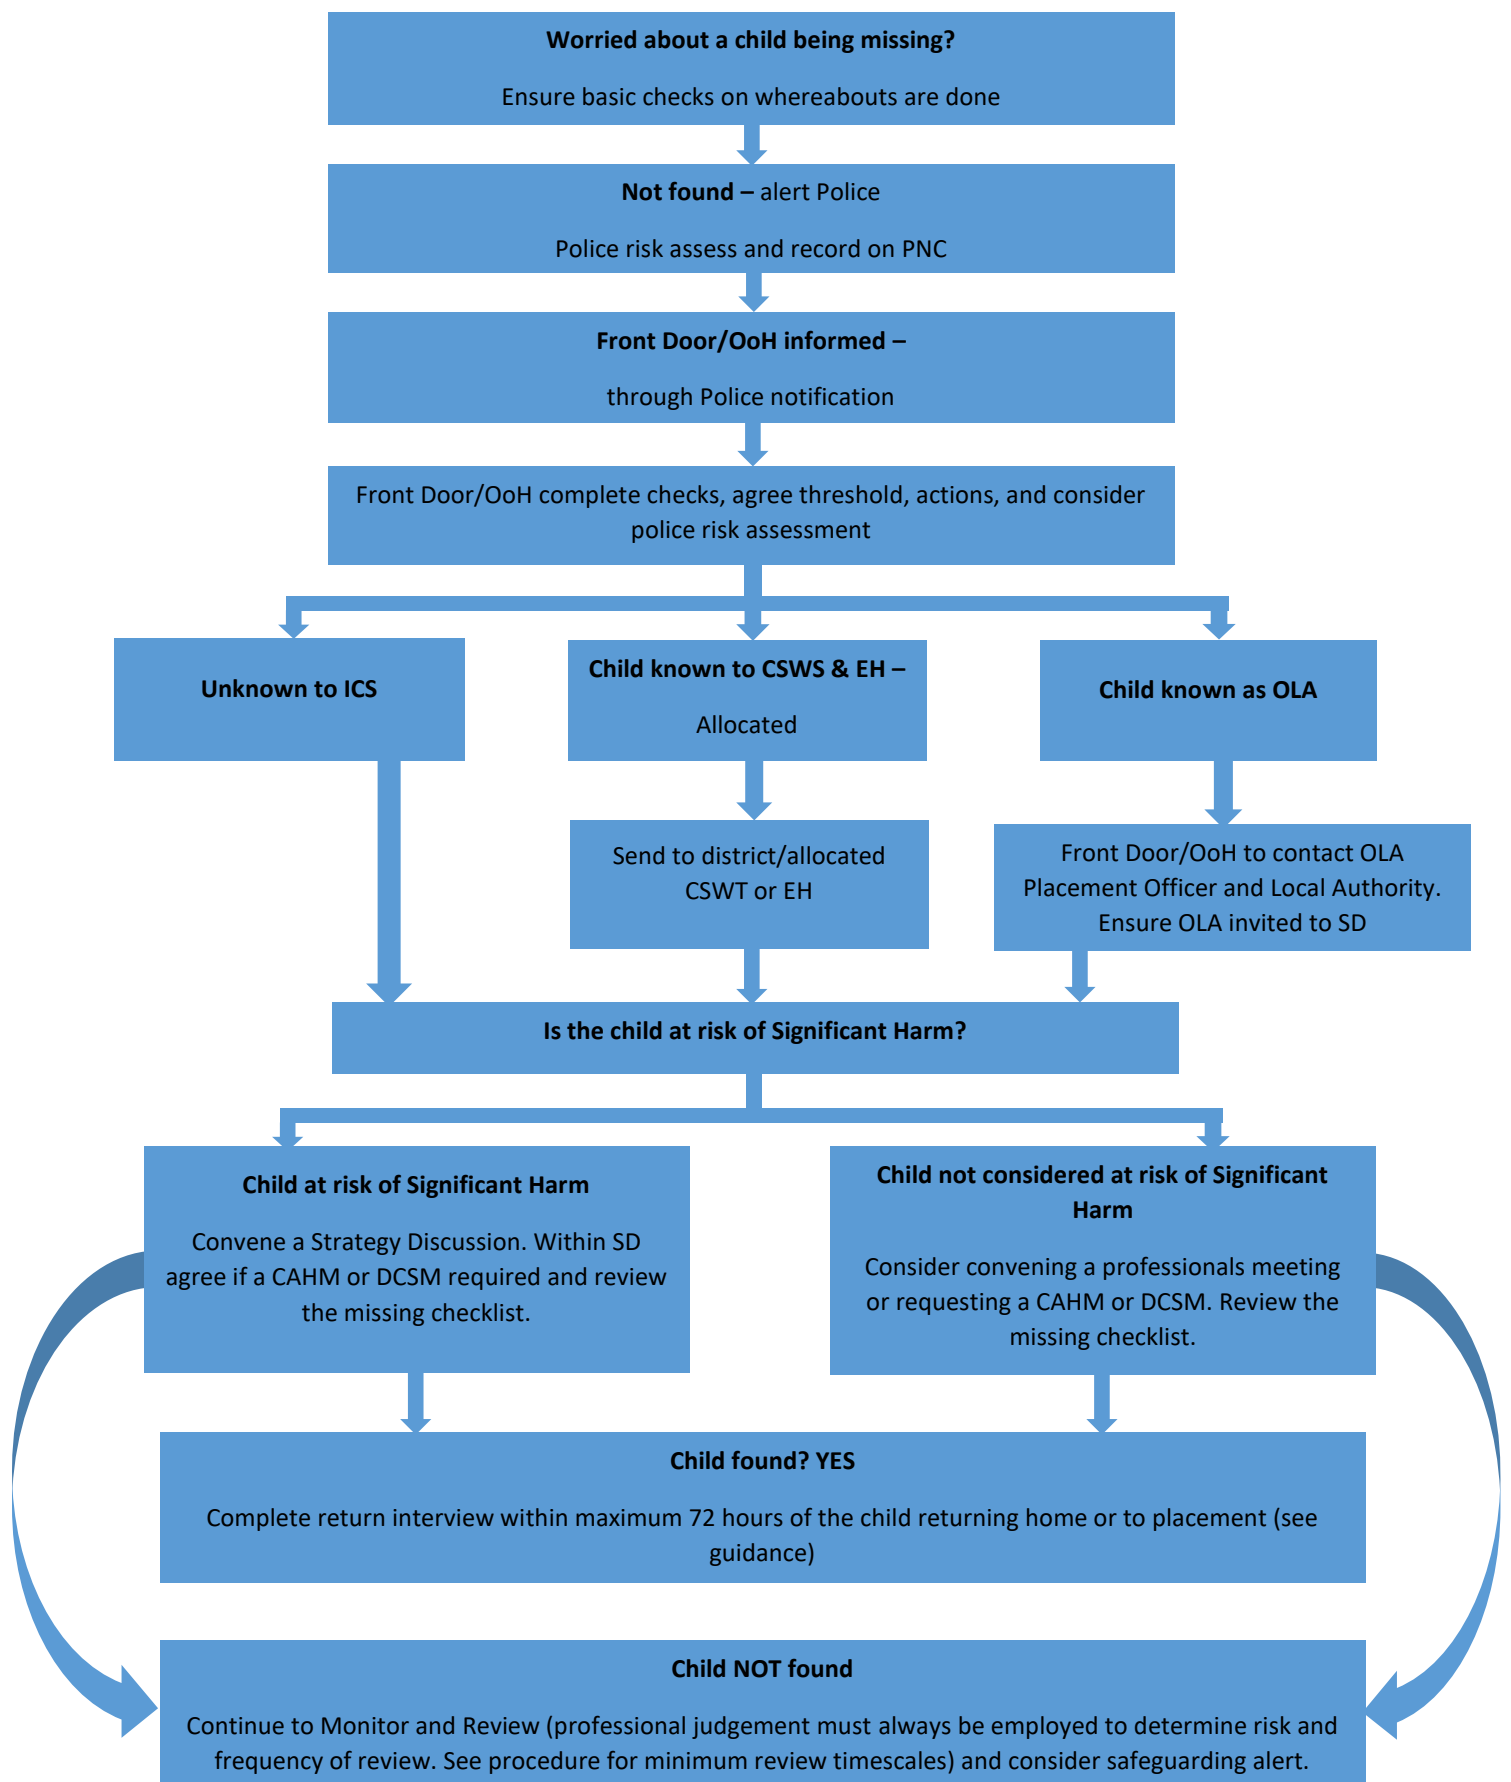 Worried about a child being missing?
Ensure basic checks on whereabouts are done
Not found – alert Police
Police risk assess and record on PNC
Front Door/OoH informed –
through Police notification
Front Door/OoH complete checks, agree threshold, actions, and consider
police risk assessment
Unknown to ICS
Child known to CSWS & EH –
Allocated
Child known as OLA
Send to district/allocated
CSWT or EH
Front Door/OoH to contact OLA
Placement Officer and Local Authority.
Ensure OLA invited to SD
Is the child at risk of Significant Harm?
Child at risk of Significant Harm
Convene a Strategy Discussion. Within SD
agree if a CAHM or DCSM required and review
the missing checklist.
Child not considered at risk of Significant
Harm
Consider convening a professionals meeting
or requesting a CAHM or DCSM. Review the
missing checklist.
Child found? YES
Complete return interview within maximum 72 hours of the child returning home or to placement (see
guidance)
Child NOT found
Continue to Monitor and Review (professional judgement must always be employed to determine risk and
frequency of review. See procedure for minimum review timescales) and consider safeguarding alert.